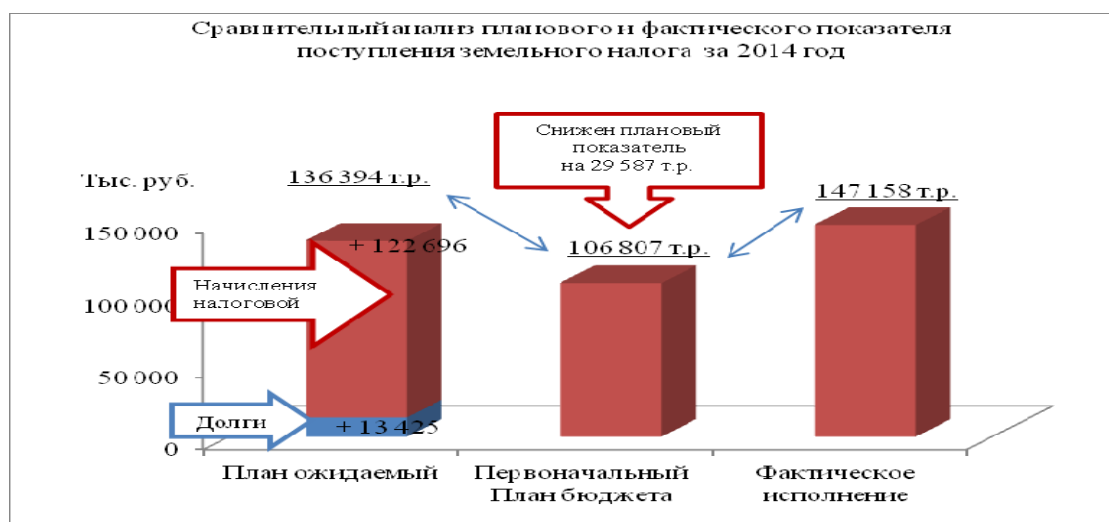 Сравнительный анализ планового и фактического показателя
поступления земельного налога за 2014 год
Снижен плановый
показатель
на 29 587 т.р.
Тыс. руб.
136 394 т.р.
147 158 т.р.
106 807 т.р.
150 000
100 000
50 000
0
+ 122 696
Начисления
налоговой
Долги
+ 13 425
План ожидаемый
Первоначальный
План бюджета
Фактическое
исполнение